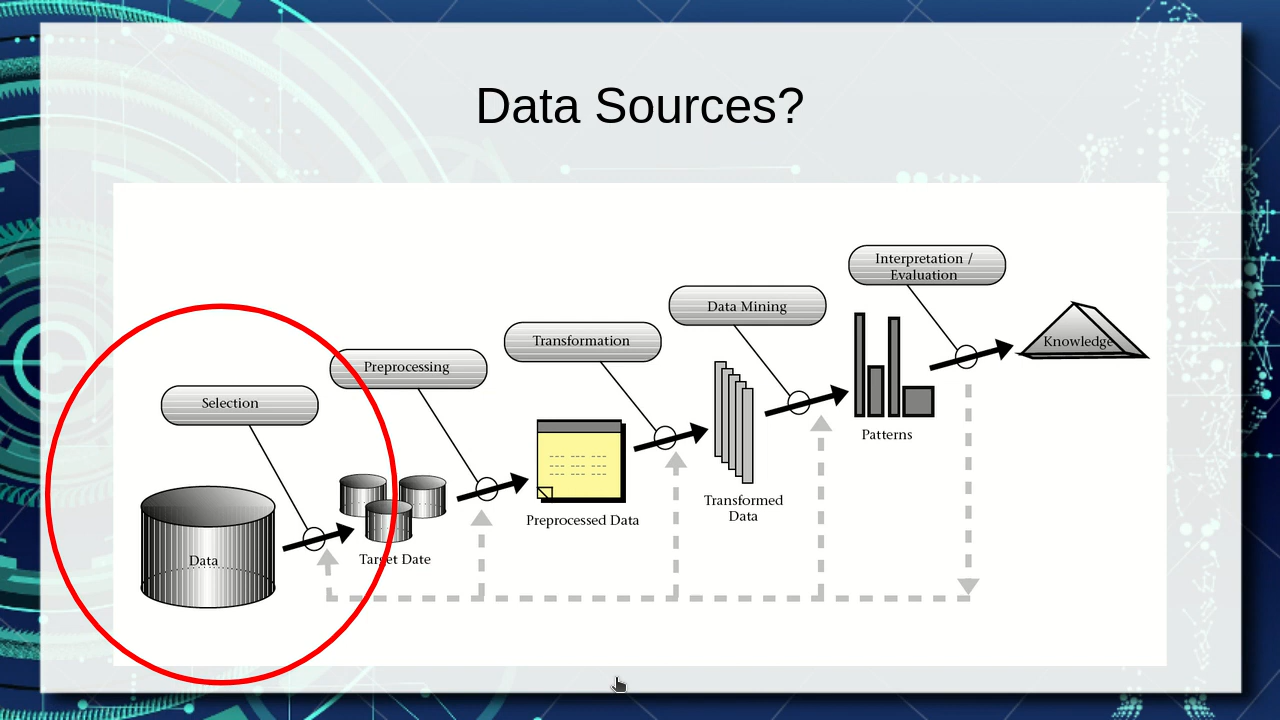 Data Sources?
Interpretation /
Evaluation
Data Mining
Transformation
Preprocessing
Selection
Knowledge
Patterns
Transformed
Data
Preprocessed Data
Target Date
Data